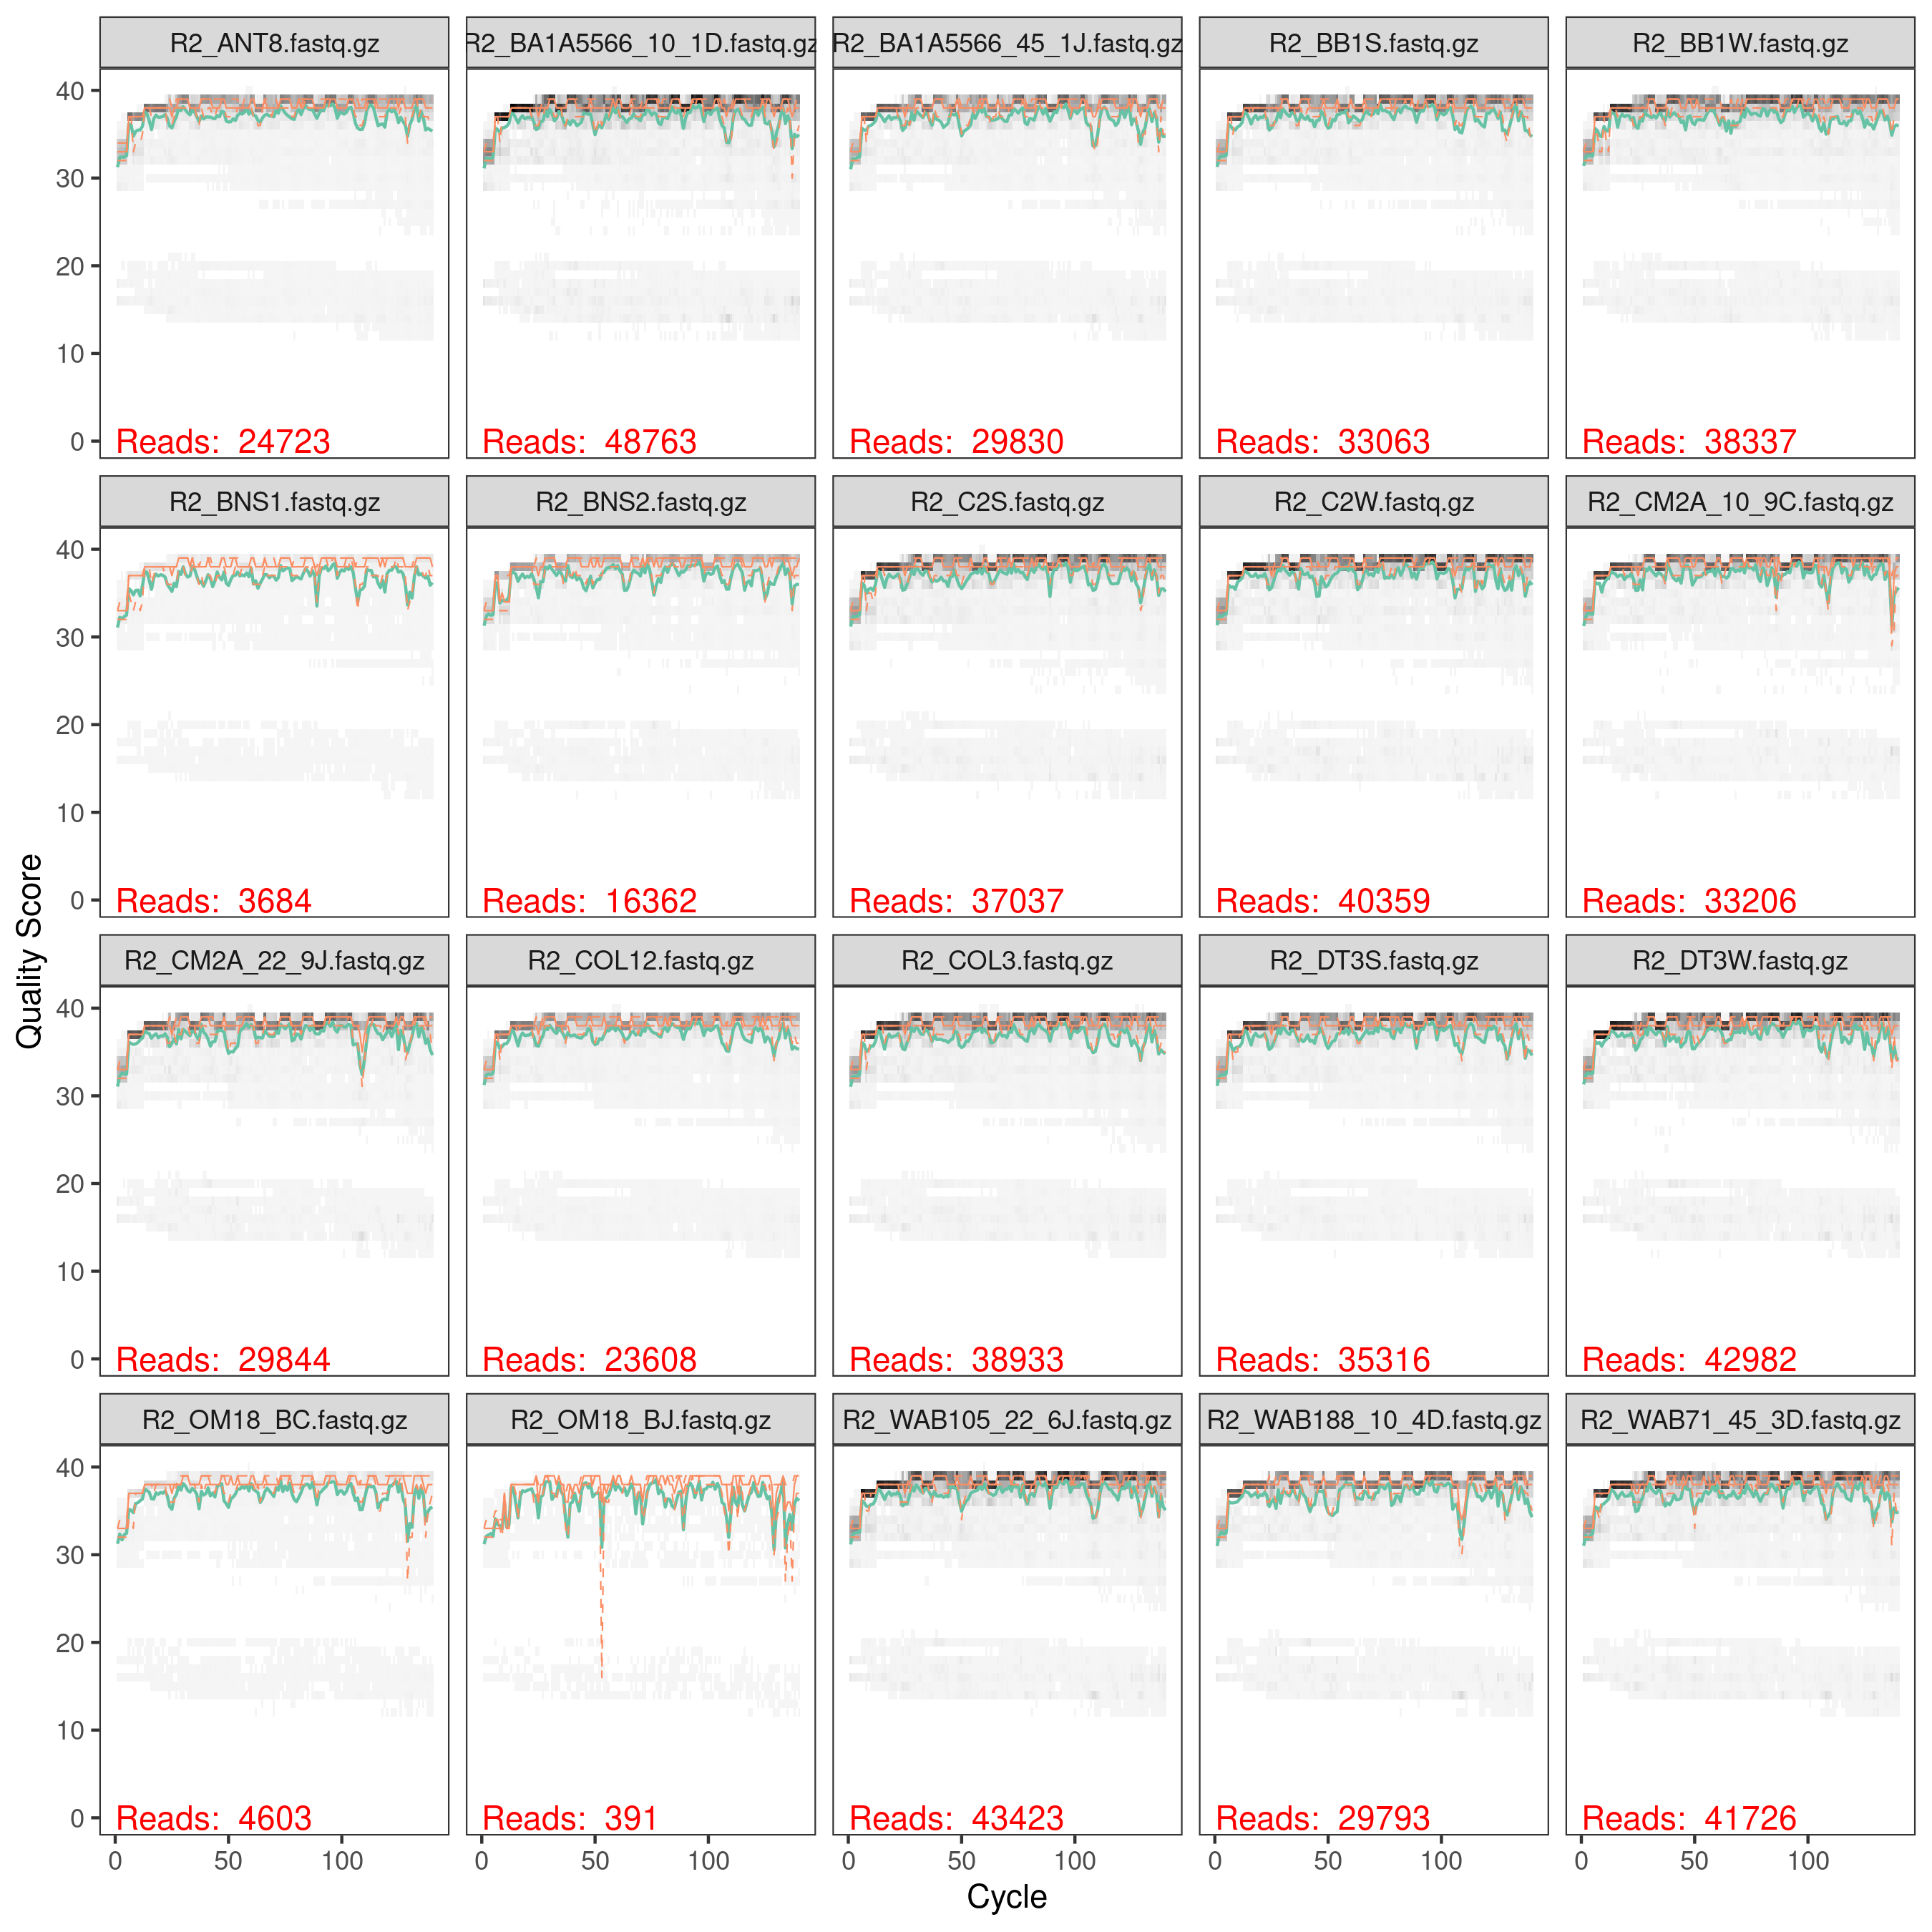 R2_ANT8.fastq.gz R2_BA1A5566_10_1D.fastq.gz R2_BA1A5566_45_1J.fastq.gz R2_BB1S.fastq.gz R2_BB1W.fastq.gz
40
30
20
10
0
Reads: 24723 Reads: 48763 Reads: 29830 Reads: 33063 Reads: 38337
R2_BNS1.fastq.gz R2_BNS2.fastq.gz R2_C2S.fastq.gz R2_C2W.fastq.gz R2_CM2A_10_9C.fastq.gz
40
30
20
10
0
Reads: 3684 Reads: 16362 Reads: 37037 Reads: 40359 Reads: 33206
Quality Score
R2_CM2A_22_9J.fastq.gz R2_COL12.fastq.gz R2_COL3.fastq.gz R2_DT3S.fastq.gz R2_DT3W.fastq.gz
40
30
20
10
0
Reads: 29844 Reads: 23608 Reads: 38933 Reads: 35316 Reads: 42982
R2_OM18_BC.fastq.gz R2_OM18_BJ.fastq.gz R2_WAB105_22_6J.fastq.gz R2_WAB188_10_4D.fastq.gz R2_WAB71_45_3D.fastq.gz
40
30
20
10
0
Reads: 4603 Reads: 391 Reads: 43423 Reads: 29793 Reads: 41726
0 50 100 0 50 100 0 50 100 0 50 100 0 50 100
Cycle